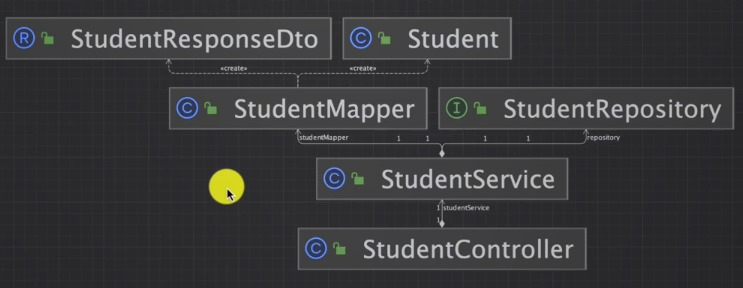 R StudentResponseDto C Student
«create» «create»
C StudentMapper I StudentRepository
studentMapper 1 1 1 1 repository
C StudentService
1 studentService
1
C StudentController